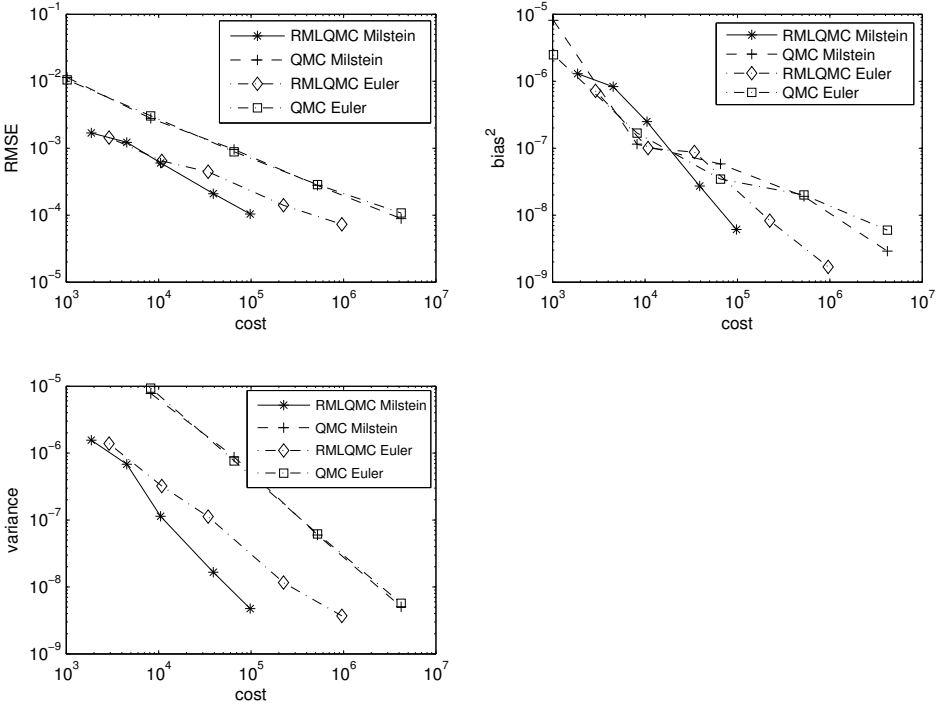 10^-1
10^-2
10^-3
10^-4
10^-5
RMSE
10^3
10^4
10^5
10^6
10^7
cost
RMLQMC Milstein
QMC Milstein
RMLQMC Euler
QMC Euler
10^-5
10^-6
10^-7
10^-8
10^-9
bias^2
10^3
10^4
10^5
10^6
10^7
cost
RMLQMC Milstein
QMC Milstein
RMLQMC Euler
QMC Euler
10^-5
10^-6
10^-7
10^-8
10^-9
variance
10^3
10^4
10^5
10^6
10^7
cost
RMLQMC Milstein
QMC Milstein
RMLQMC Euler
QMC Euler